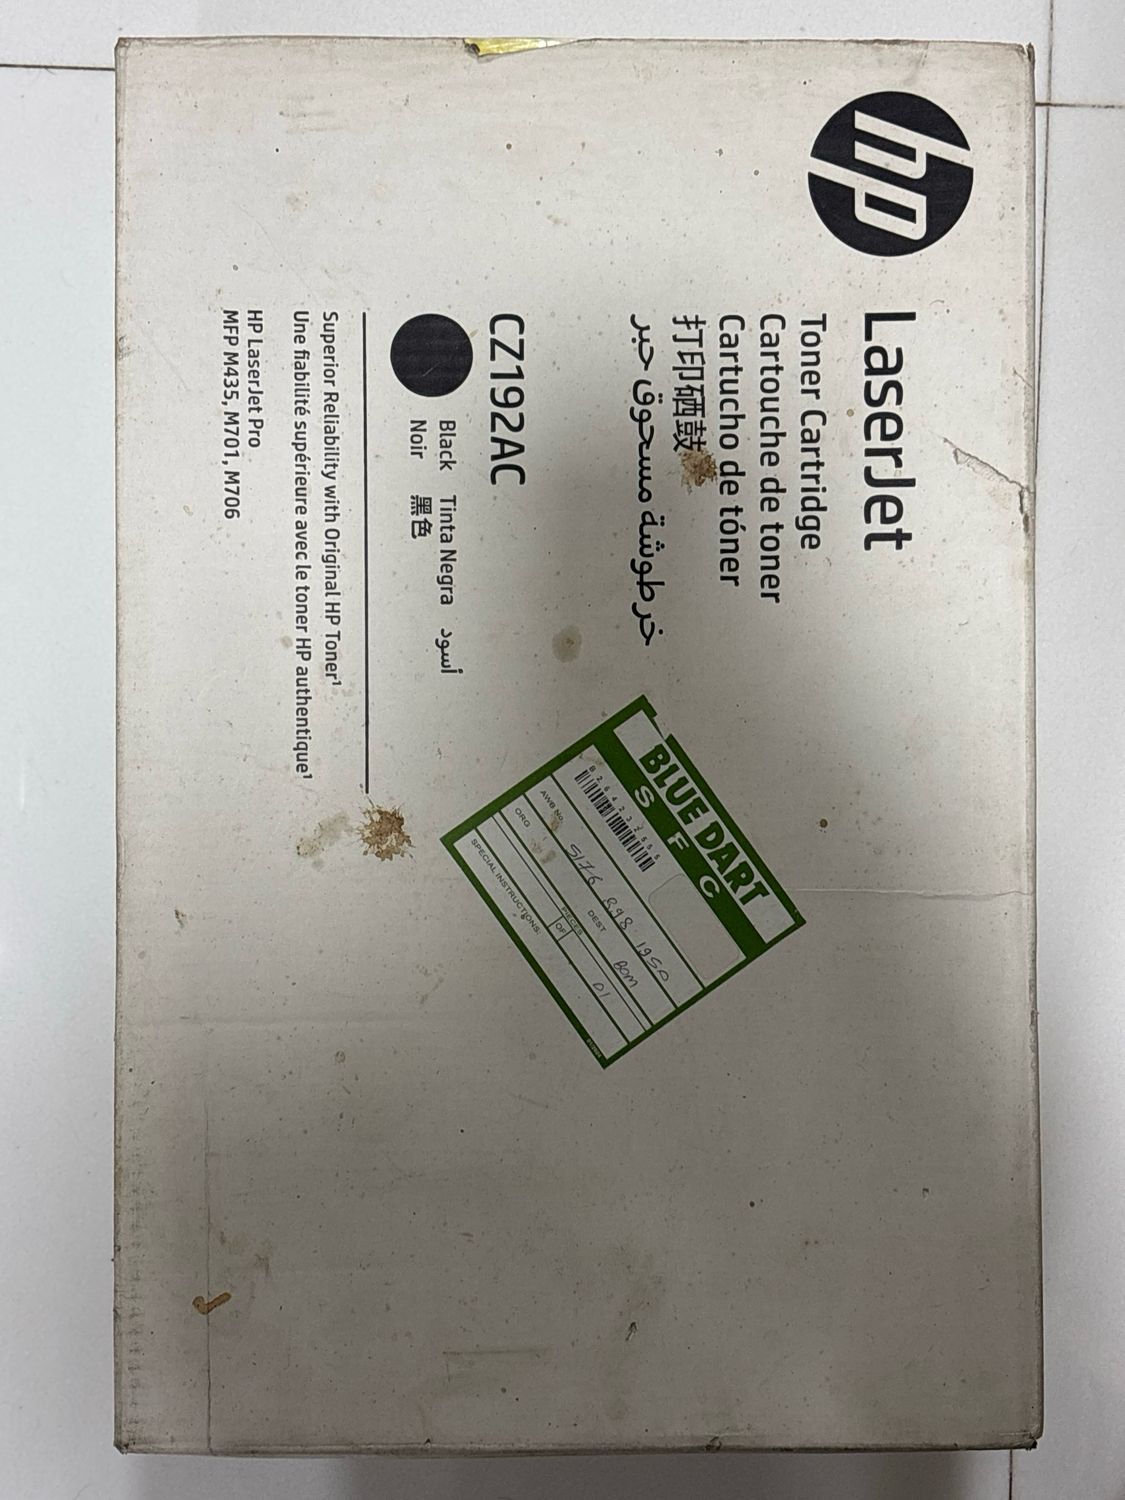 hp
LaserJet
Toner Cartridge
Cartouche de toner
Cartucho de tóner
打印硒鼓
خرطوشة مسحوق حبر
CZ192AC
Black Tinta Negra أسود
Noir 黑色
Superior Reliability with Original HP Toner¹
Une fiabilité supérieure avec le toner HP authentique¹
HP LaserJet Pro
MFP M435, M701, M706
BLUE DART
S F C
AWB No. 5176 898 1950
ORG DEST BOM
PIECES
OF 01
SPECIAL INSTRUCTIONS: